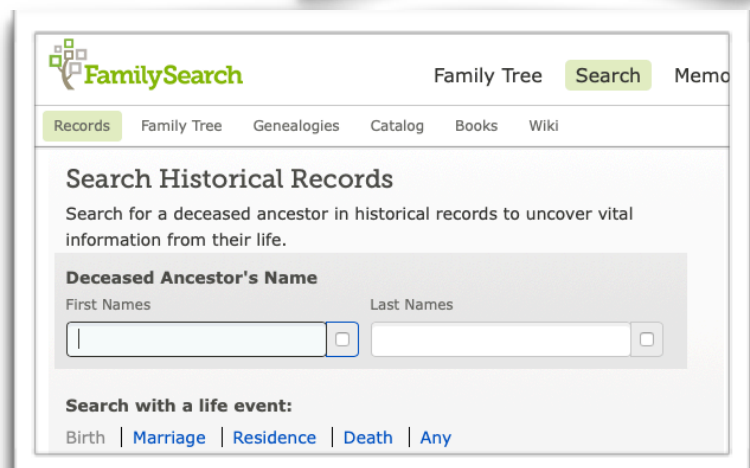 FamilySearch
Family Tree Search Memo
Records Family Tree Genealogies Catalog Books Wiki
Search Historical Records
Search for a deceased ancestor in historical records to uncover vital
information from their life.
Deceased Ancestor's Name
First Names Last Names
Search with a life event:
Birth | Marriage | Residence | Death | Any